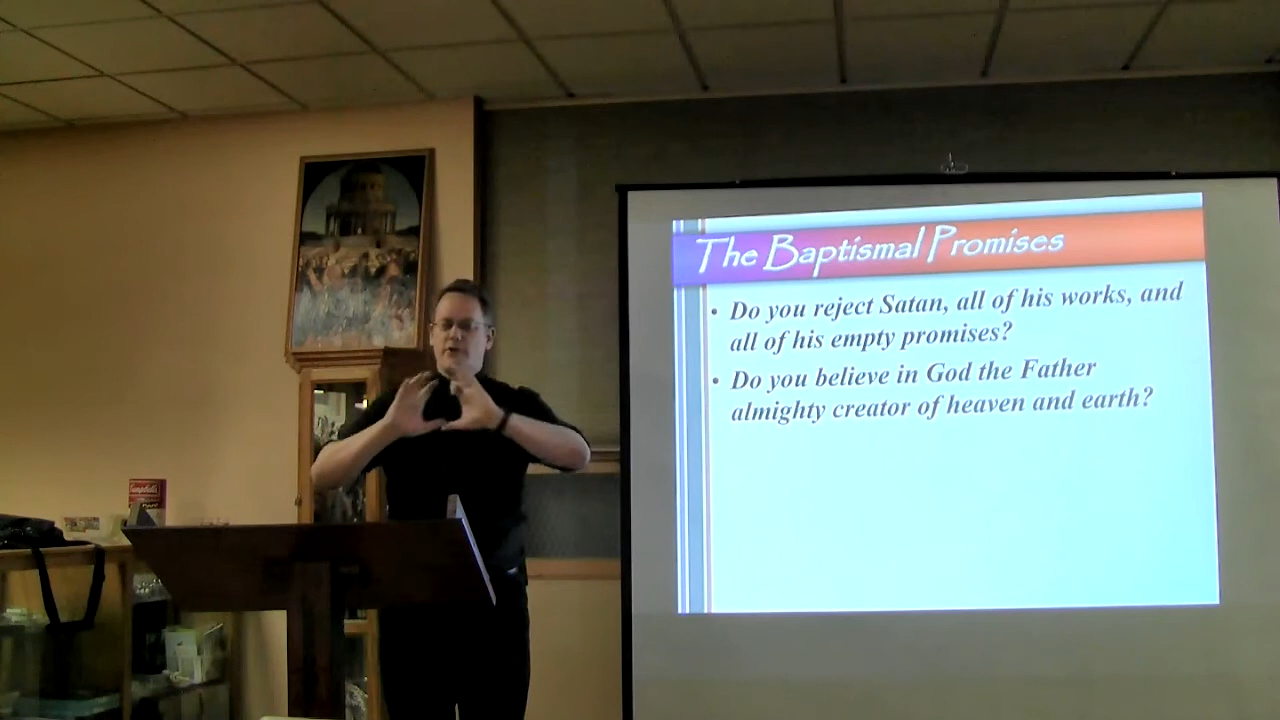 The Baptismal Promises
• Do you reject Satan, all of his works, and
all of his empty promises?
• Do you believe in God the Father
almighty creator of heaven and earth?
Campbell's